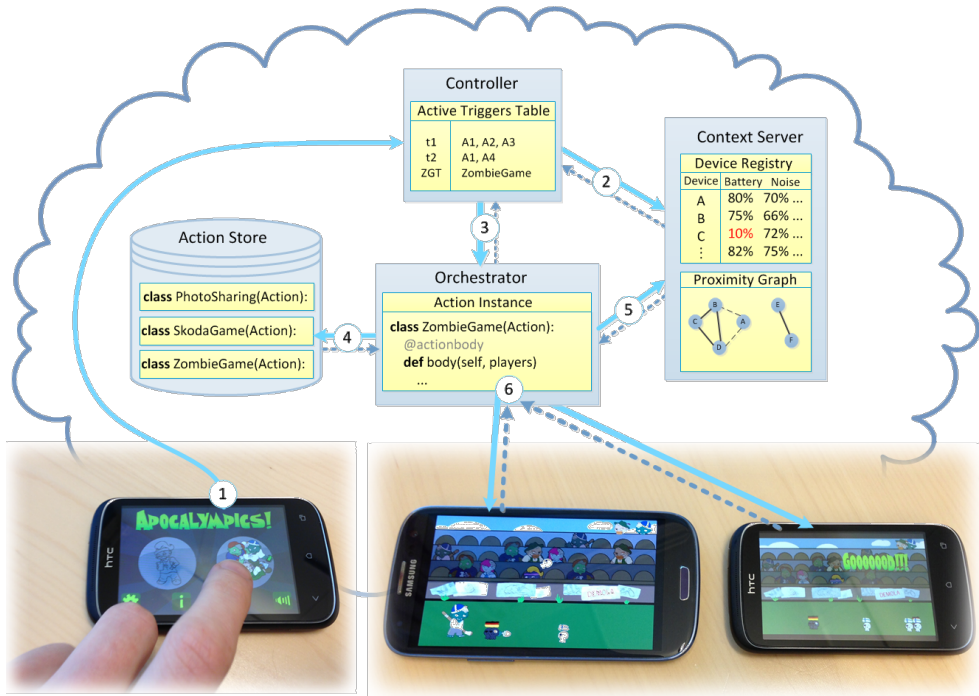 Controller
Active Triggers Table
t1 A1, A2, A3
t2 A1, A4
ZGT ZombieGame
Context Server
Device Registry
Device Battery Noise
A 80% 70% ...
B 75% 66% ...
C 10% 72% ...
⋮ 82% 75% ...
Proximity Graph
B
E
C
A
D
F
2
3
Action Store
class PhotoSharing(Action):
class SkodaGame(Action):
class ZombieGame(Action):
4
Orchestrator
Action Instance
class ZombieGame(Action):
@actionbody
def body(self, players)
...
5
6
1
APOCALYMPICS!
hTC
i
SAMSUNG
hTC
GOOOOOD!!!